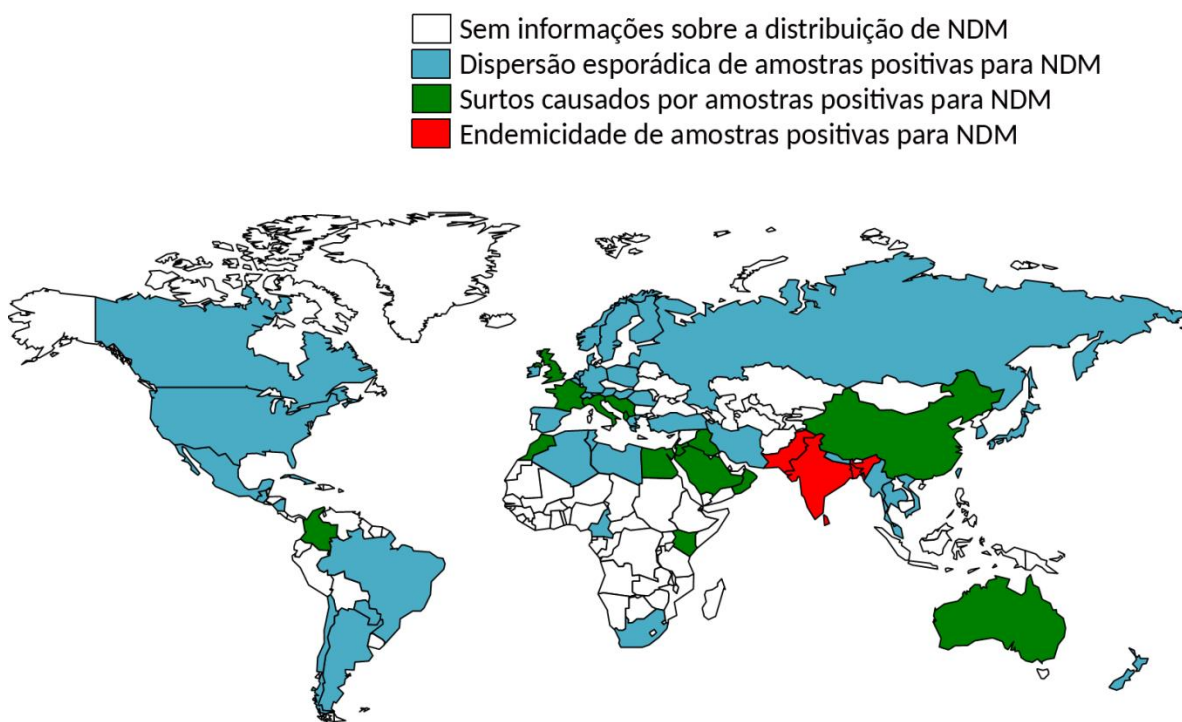 Sem informações sobre a distribuição de NDM
Dispersão esporádica de amostras positivas para NDM
Surtos causados por amostras positivas para NDM
Endemicidade de amostras positivas para NDM